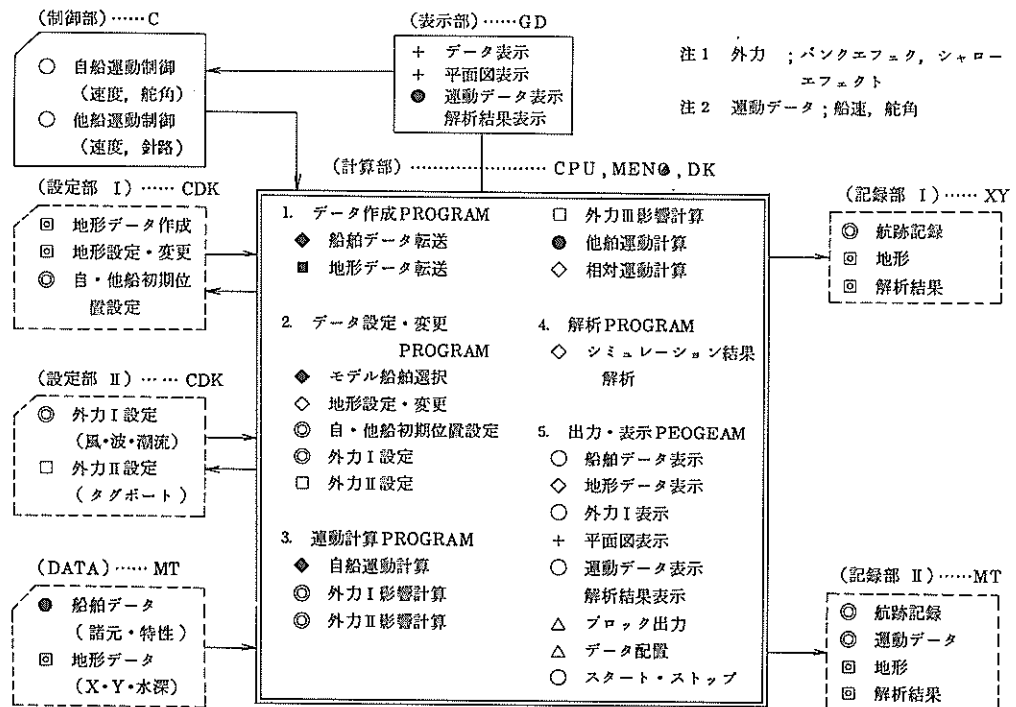 (制御部)……C
○ 自船運動制御
(速度, 舵角)
○ 他船運動制御
(速度, 針路)
(表示部)……GD
+ データ表示
+ 平面図表示
● 運動データ表示
解析結果表示
注1 外力 ;バンクエフェク, シャロー
エフェクト
注2 運動データ;船速, 舵角
(設定部 I)…… CDK
回 地形データ作成
回 地形設定・変更
◎ 自・他船初期位
置設定
(設定部 II)…… CDK
◎ 外力I設定
(風・波・潮流)
□ 外力II設定
(タグボート)
(DATA)…… MT
● 船舶データ
(諸元・特性)
回 地形データ
(X・Y・水深)
(計算部)………………… CPU, MENO, DK
1. データ作成PROGRAM
◆ 船舶データ転送
■ 地形データ転送
2. データ設定・変更
PROGRAM
◆ モデル船舶選択
◇ 地形設定・変更
◎ 自・他船初期位置設定
◎ 外力I設定
□ 外力II設定
3. 運動計算PROGRAM
◆ 自船運動計算
◎ 外力I影響計算
◎ 外力II影響計算
□ 外力III影響計算
● 他船運動計算
◇ 相対運動計算
4. 解析PROGRAM
◇ シミュレーション結果
解析
5. 出力・表示PEOGEAM
○ 船舶データ表示
◇ 地形データ表示
○ 外力I表示
+ 平面図表示
○ 運動データ表示
解析結果表示
△ ブロック出力
△ データ配置
○ スタート・ストップ
(記録部 I)…… XY
◎ 航跡記録
回 地形
回 解析結果
(記録部 II)……MT
◎ 航跡記録
◎ 運動データ
回 地形
回 解析結果